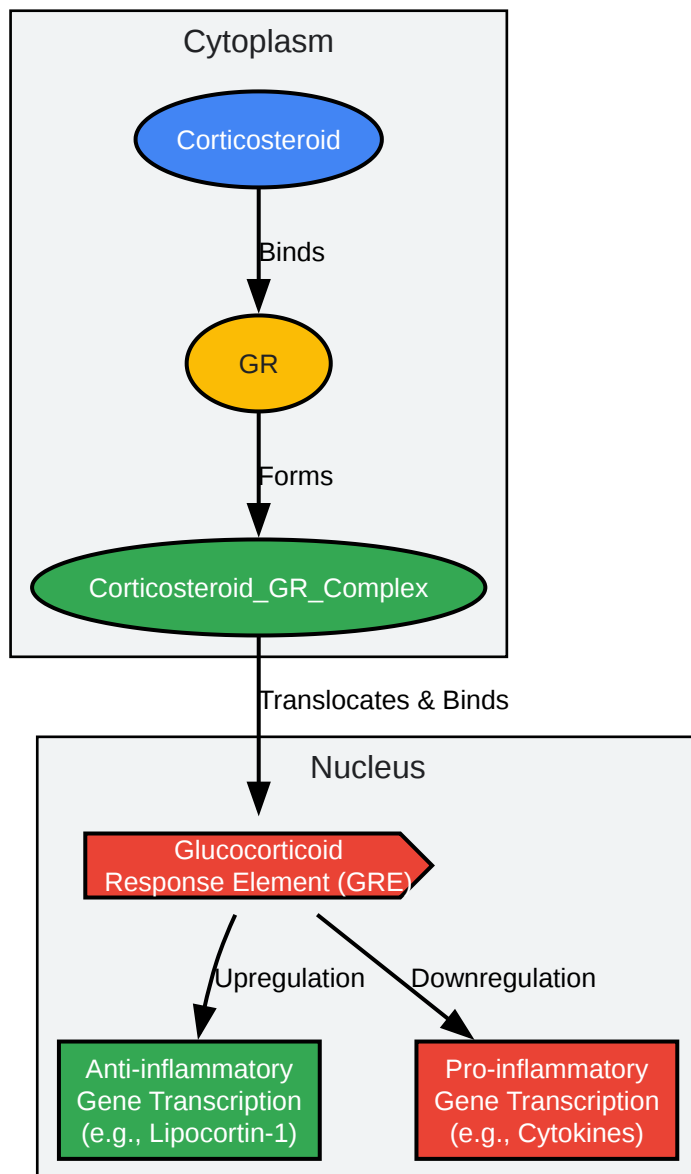 Cytoplasm
Corticosteroid
Binds
GR
Forms
Corticosteroid_GR_Complex
Translocates & Binds
Nucleus
Glucocorticoid
Response Element (GRE)
Upregulation
Downregulation
Anti-inflammatory
Gene Transcription
(e.g., Lipocortin-1)
Pro-inflammatory
Gene Transcription
(e.g., Cytokines)